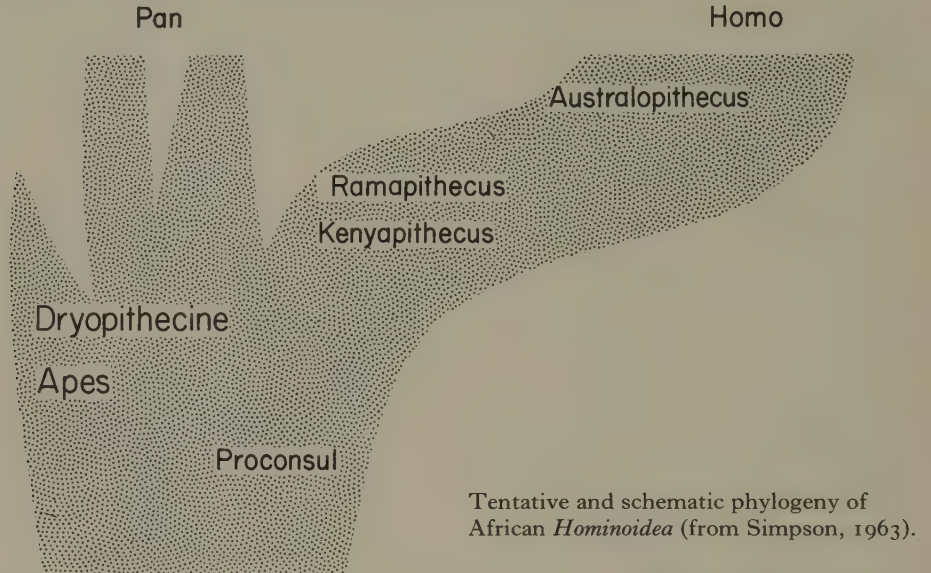 Pan
Homo
Australopithecus
Ramapithecus
Kenyapithecus
Dryopithecine
Apes
Proconsul
Tentative and schematic phylogeny of
African Hominoidea (from Simpson, 1963).